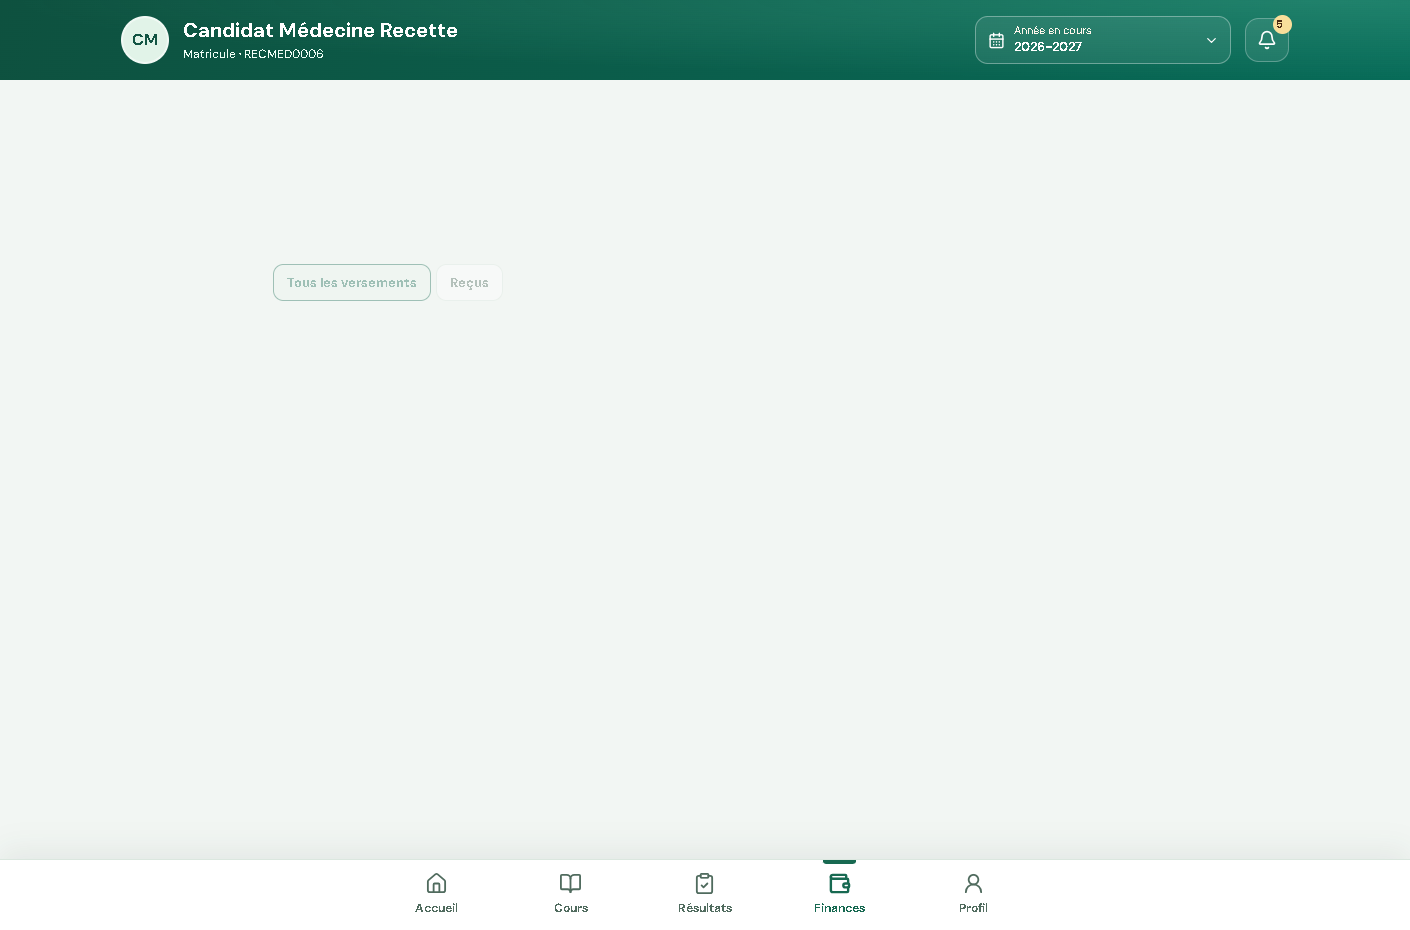 CM
Candidat Médecine Recette
Matricule · RECMED0006
Année en cours
2026-2027
5
Tous les versements
Reçus
Accueil
Cours
Résultats
Finances
Profil